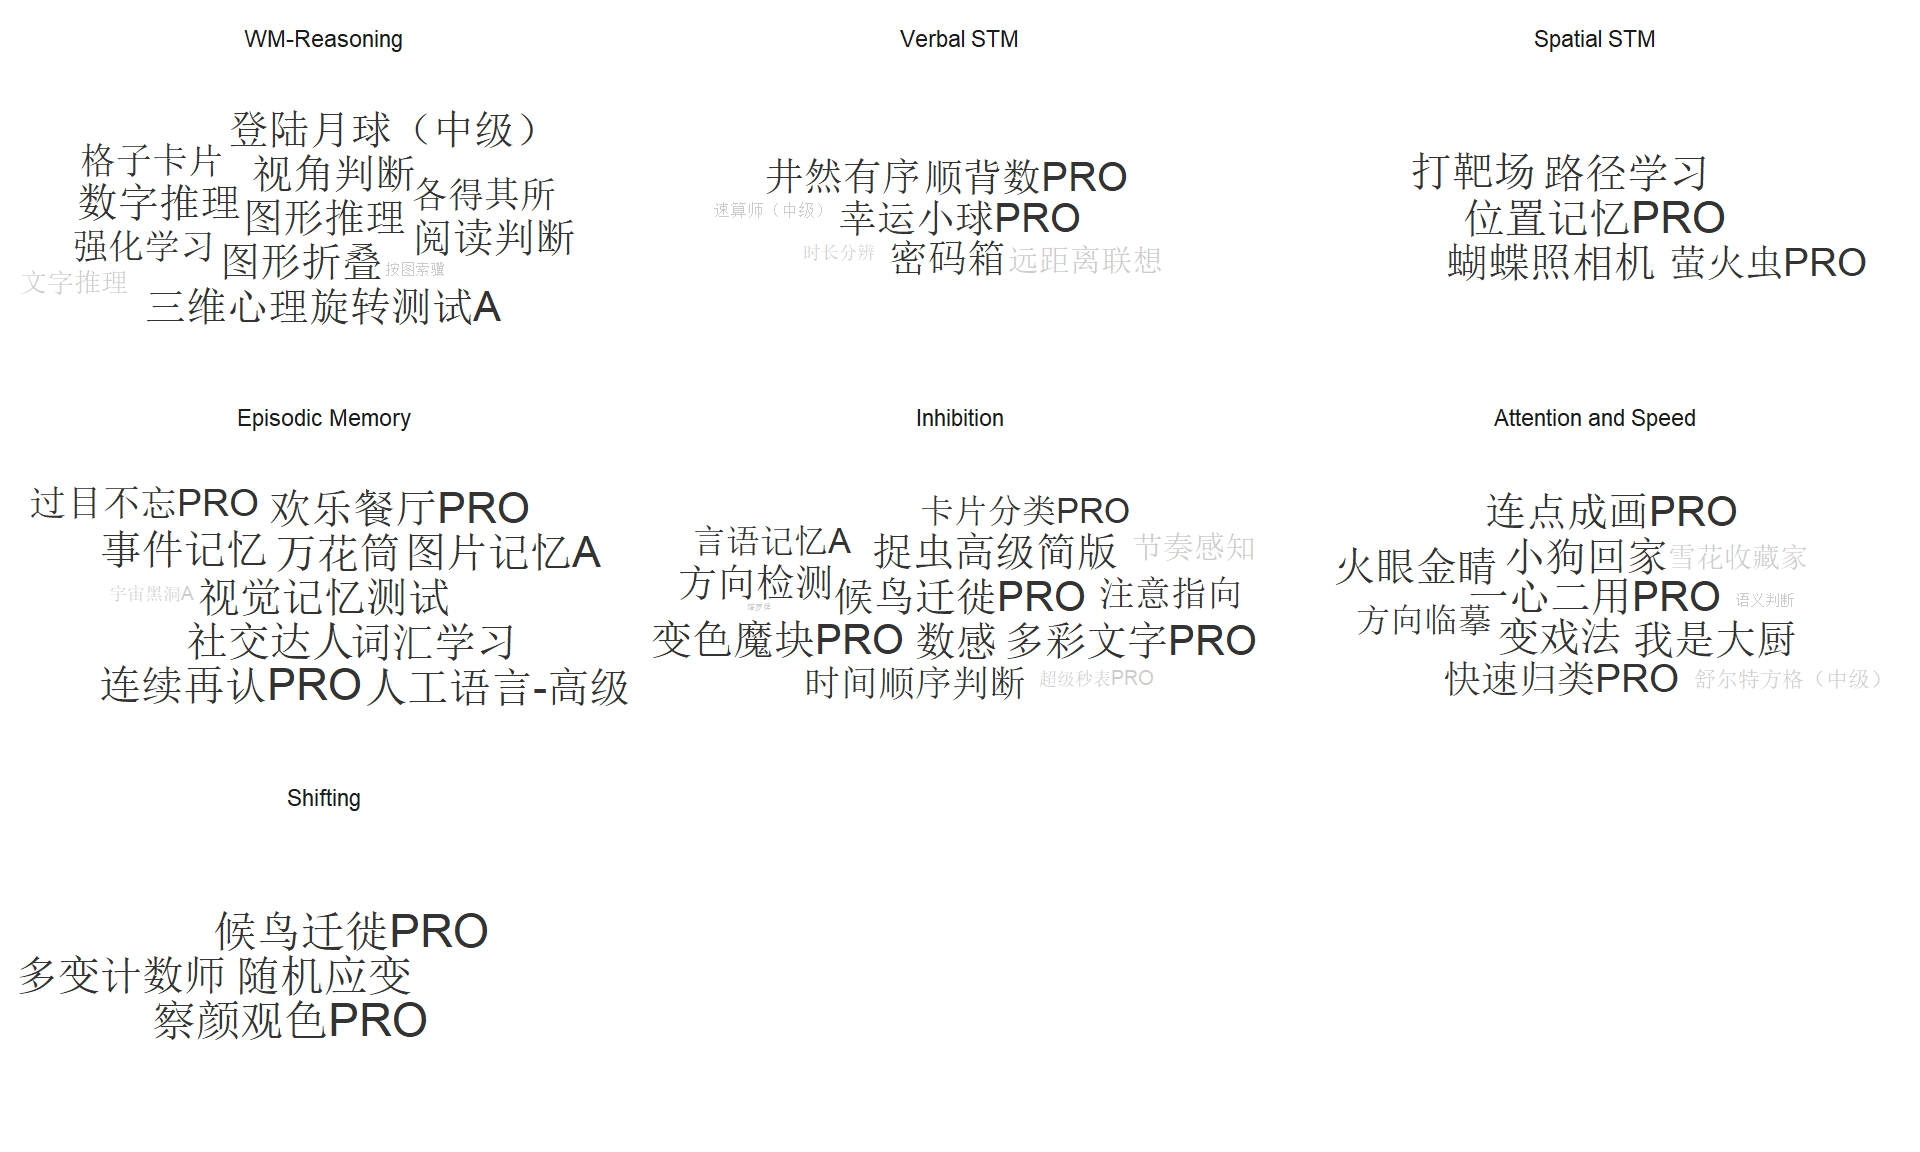 WM-Reasoning
登陆月球（中级）
格子卡片
视角判断
数字推理
各得其所
图形推理
阅读判断
强化学习
图形折叠
按图索骥
文字推理
三维心理旋转测试A
Verbal STM
井然有序
顺背数PRO
速算师（中级）
幸运小球PRO
时长分辨
密码箱
远距离联想
Spatial STM
打靶场
路径学习
位置记忆PRO
蝴蝶照相机
萤火虫PRO
Episodic Memory
过目不忘PRO
欢乐餐厅PRO
事件记忆
万花筒
图片记忆A
宇宙黑洞A
视觉记忆测试
社交达人
词汇学习
连续再认PRO
人工语言-高级
Inhibition
卡片分类PRO
言语记忆A
捉虫高级简版
节奏感知
方向检测
候鸟迁徙PRO
注意指向
变色魔块PRO
数感
多彩文字PRO
时间顺序判断
超级秒表PRO
Attention and Speed
连点成画PRO
火眼金睛
小狗回家
雪花收藏家
一心二用PRO
语义判断
方向临摹
变戏法
我是大厨
快速归类PRO
舒尔特方格（中级）
Shifting
候鸟迁徙PRO
多变计数师
随机应变
察颜观色PRO